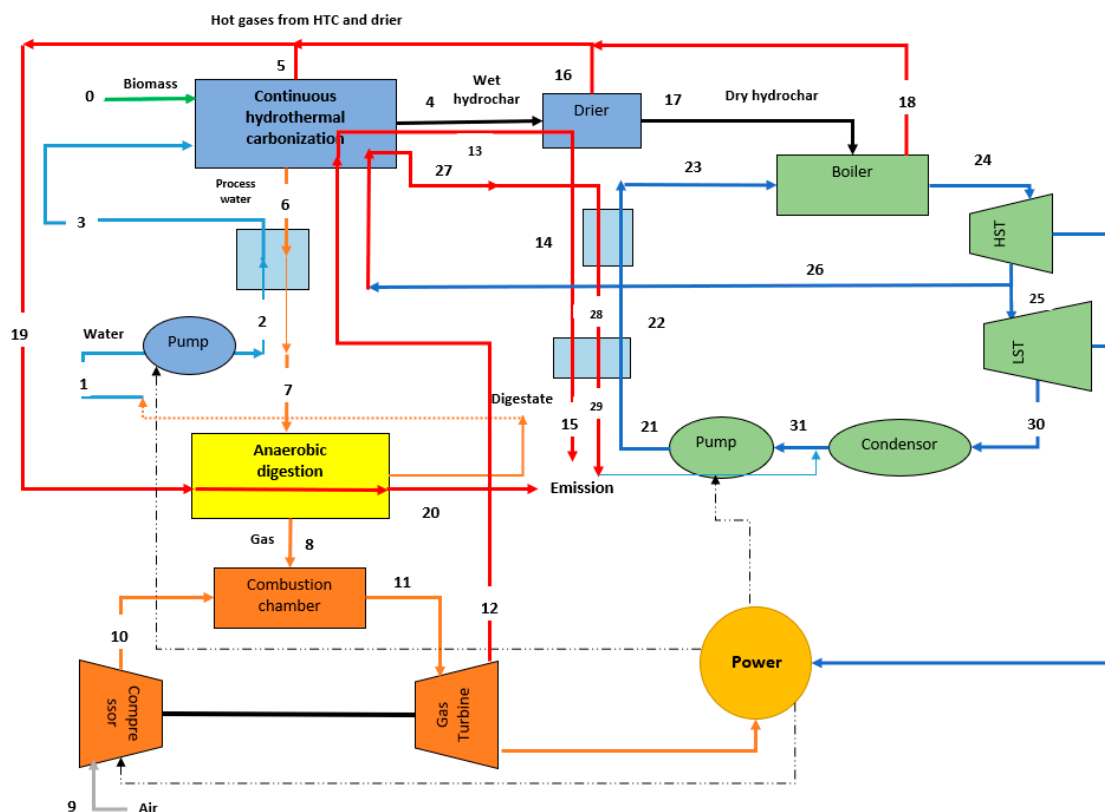 Hot gases from HTC and drier
5
16
0
Biomass
Continuous
hydrothermal
carbonization
4
Wet
hydrochar
Drier
17
Dry hydrochar
18
13
27
23
Boiler
24
Process
water
6
3
14
HST
26
25
19
Water
Pump
2
28
22
LST
1
7
Digestate
29
15
21
Pump
31
Condensor
30
Anaerobic
digestion
Emission
20
Gas
8
Combustion
chamber
11
12
10
Power
Compre
ssor
Gas
Turbine
9
Air